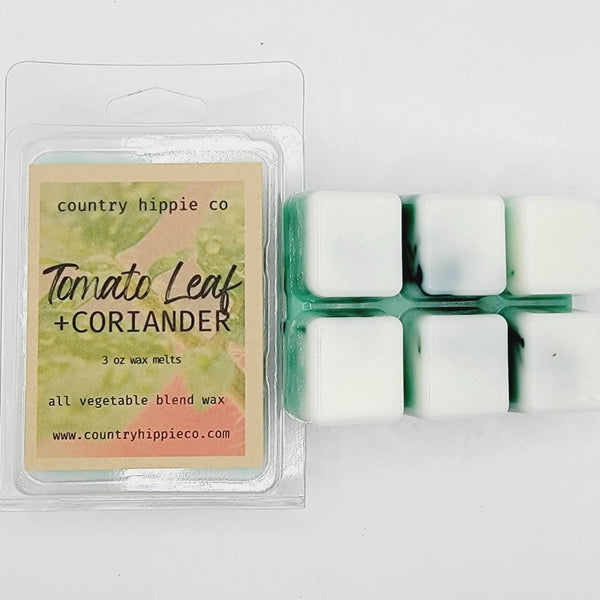 country hippie co
Tomato Leaf
+CORIANDER
3 oz wax melts
all vegetable blend wax
www.countryhippieco.com